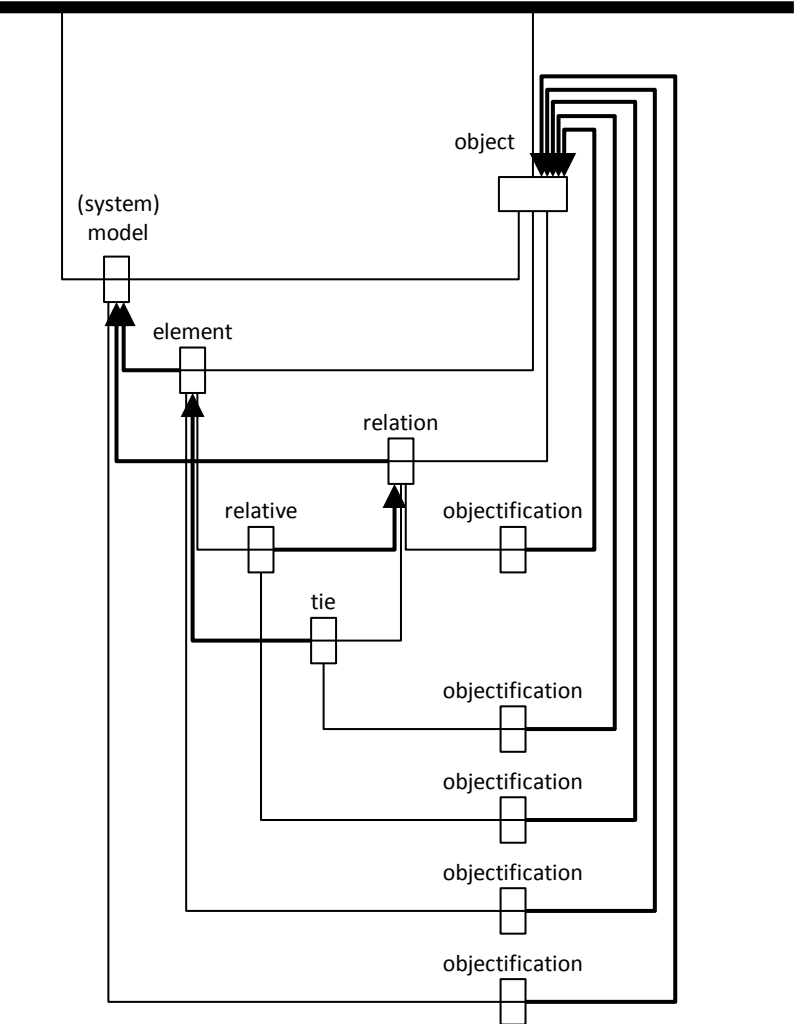 object
(system)
model
element
relation
relative
objectification
tie
objectification
objectification
objectification
objectification